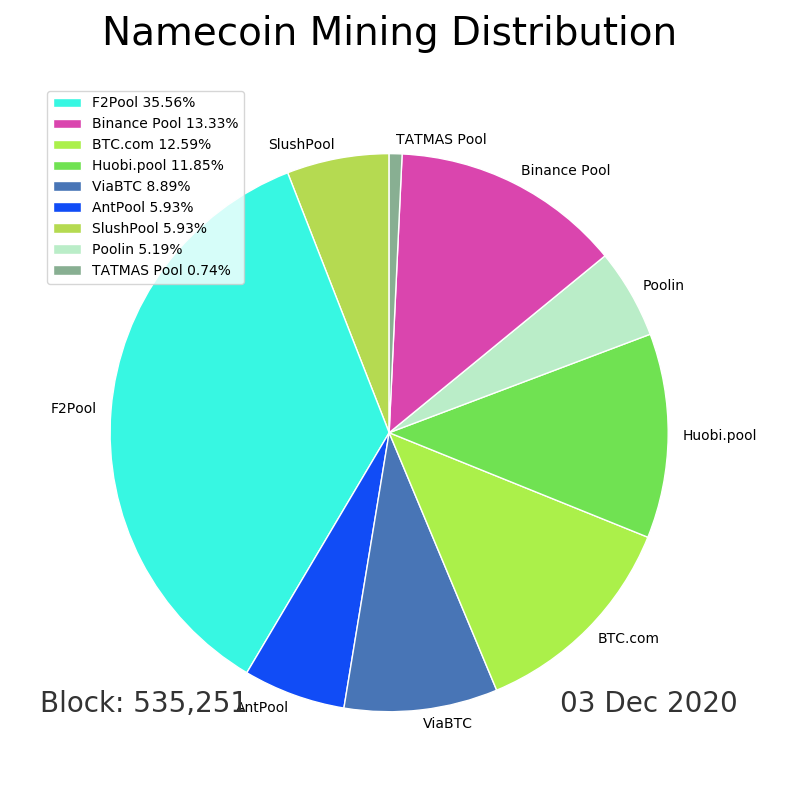 Namecoin Mining Distribution
F2Pool 35.56%
Binance Pool 13.33%
BTC.com 12.59%
Huobi.pool 11.85%
ViaBTC 8.89%
AntPool 5.93%
SlushPool 5.93%
Poolin 5.19%
TATMAS Pool 0.74%
TATMAS Pool
SlushPool
Binance Pool
Poolin
F2Pool
Huobi.pool
BTC.com
AntPool
ViaBTC
Block: 535,251
03 Dec 2020